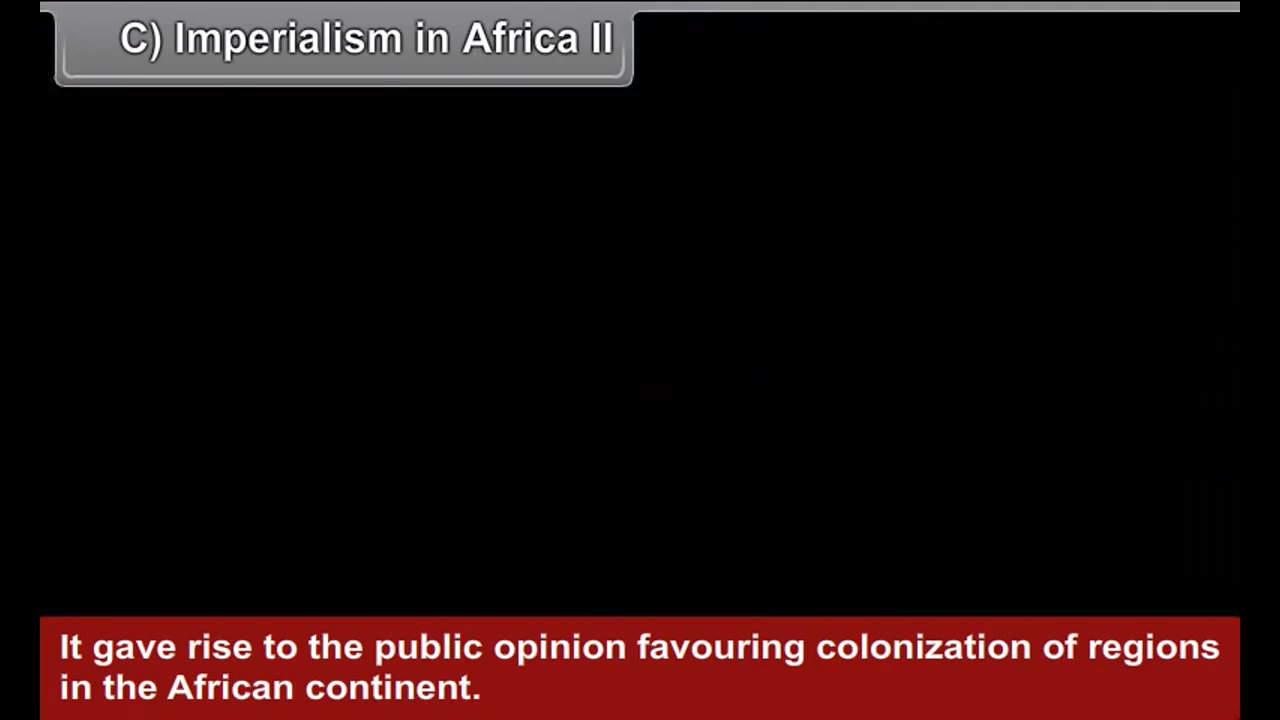 C) Imperialism in Africa II
It gave rise to the public opinion favouring colonization of regions
in the African continent.